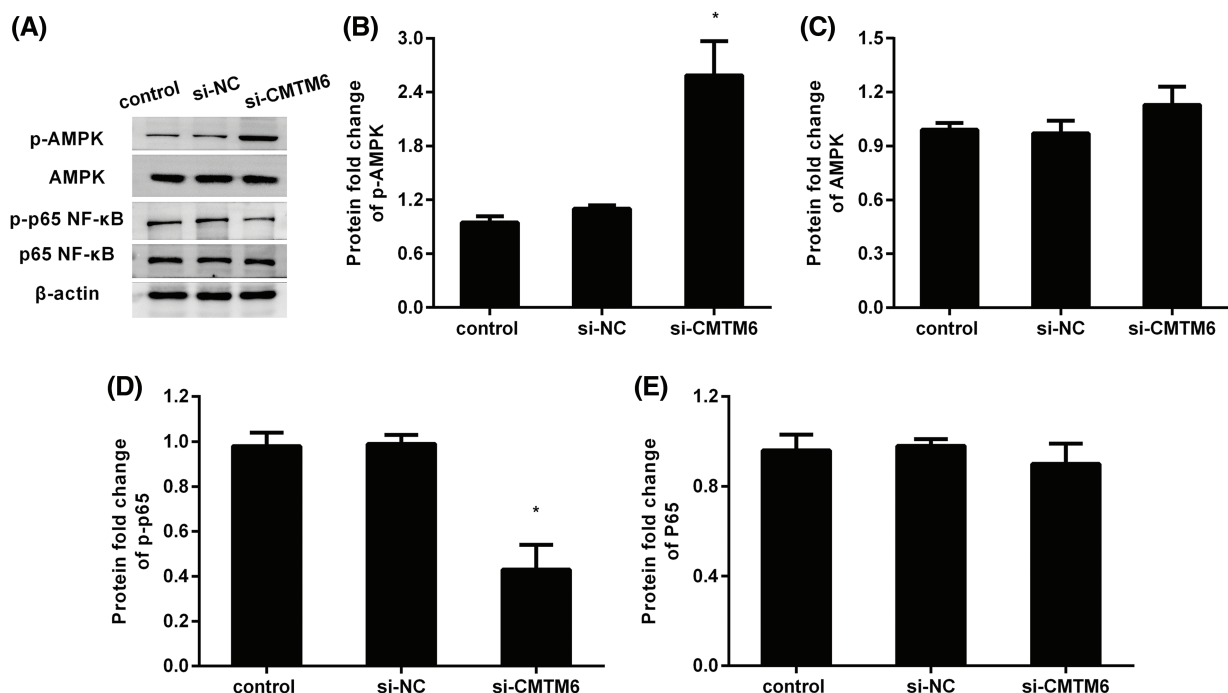 (A)
control si-NC si-CMTM6
p-AMPK
AMPK
p-p65 NF-κB
p65 NF-κB
β-actin
(B)
Protein fold change
of p-AMPK
3.0
2.4
1.8
1.2
0.6
0.0
*
control si-NC si-CMTM6
(C)
Protein fold change
of AMPK
1.5
1.2
0.9
0.6
0.3
0.0
control si-NC si-CMTM6
(D)
Protein fold change
of p-p65
1.2
1.0
0.8
0.6
0.4
0.2
0.0
*
control si-NC si-CMTM6
(E)
Protein fold change
of P65
1.2
0.8
0.4
0.0
control si-NC si-CMTM6